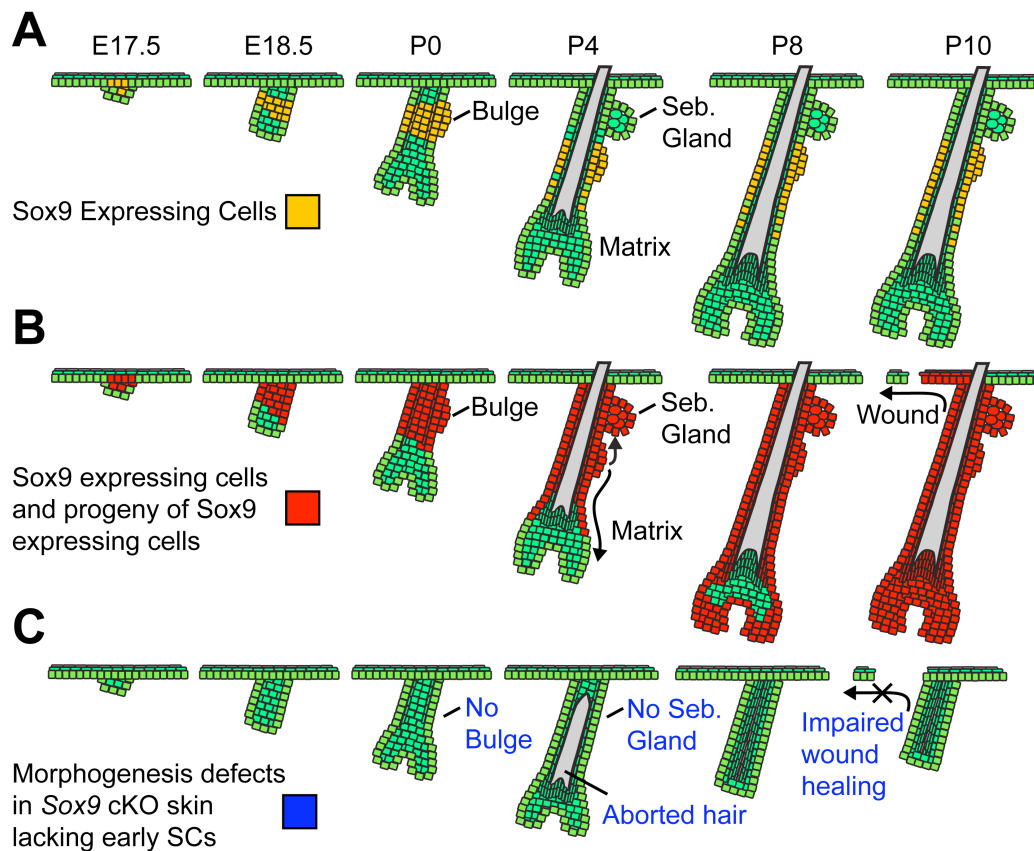 A
E17.5 E18.5 P0 P4 P8 P10
Bulge
Seb.
Gland
Sox9 Expressing Cells
Matrix
B
Bulge
Seb.
Gland
Wound
Sox9 expressing cells
and progeny of Sox9
expressing cells
Matrix
C
No
Bulge
No Seb.
Gland
Impaired
wound
healing
Morphogenesis defects
in Sox9 cKO skin
lacking early SCs
Aborted hair